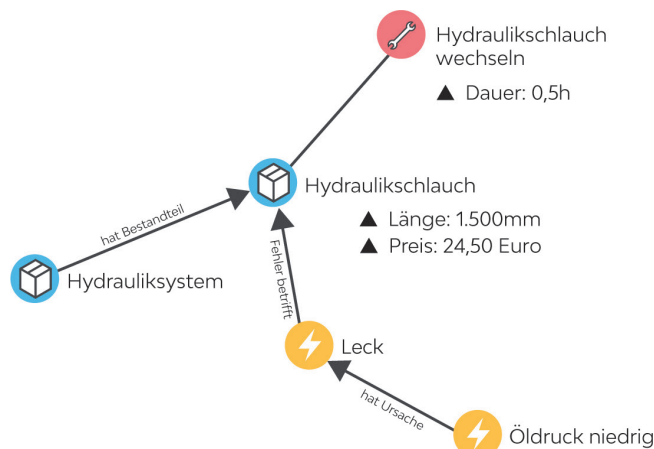 Hydraulikschlauch
wechseln
▲ Dauer: 0,5h
Hydraulikschlauch
▲ Länge: 1.500mm
▲ Preis: 24,50 Euro
hat Bestandteil
Hydrauliksystem
Fehler betrifft
Leck
hat Ursache
Öldruck niedrig